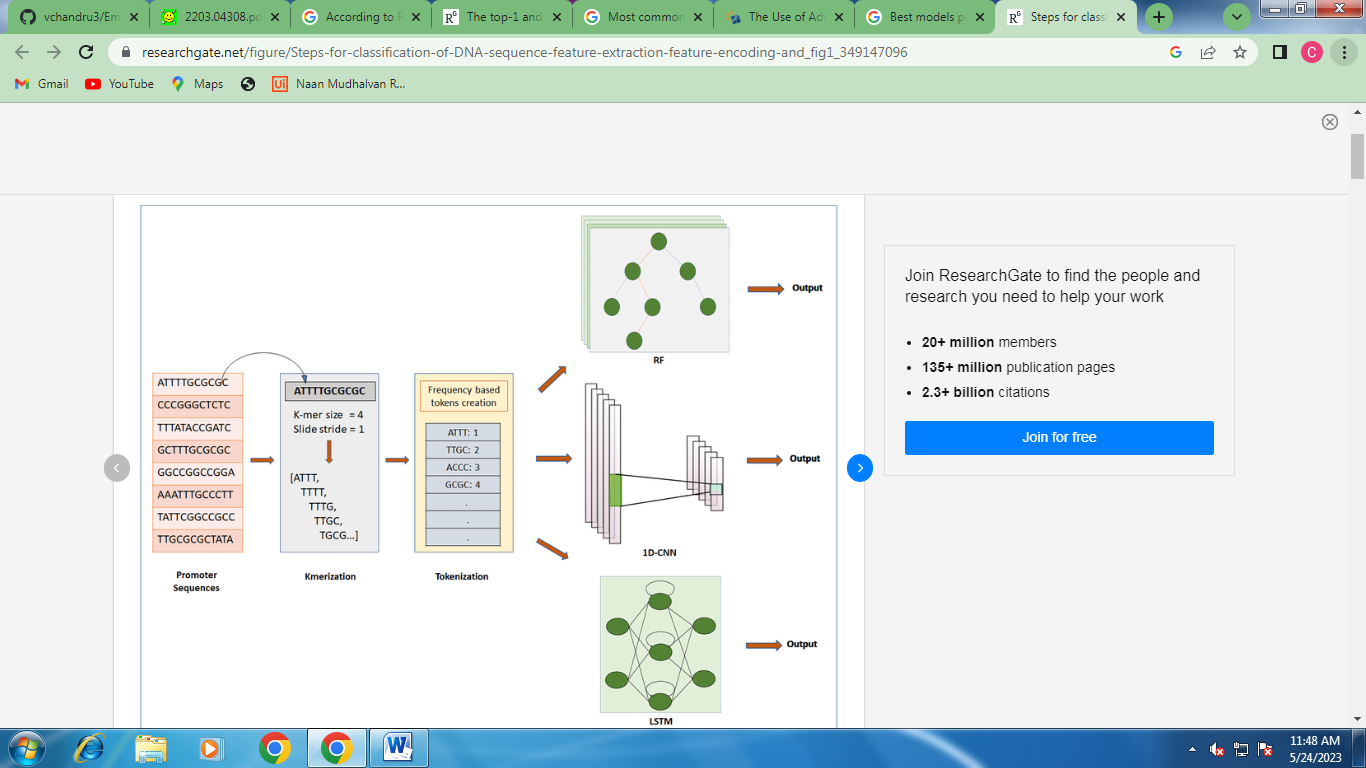 vchandru3/Em
2203.04308.pd
According to F
The top-1 and
Most common
The Use of Ad
Best models p
Steps for classi
researchgate.net/figure/Steps-for-classification-of-DNA-sequence-feature-extraction-feature-encoding-and_fig1_349147096
C
Gmail
YouTube
Maps
Naan Mudhalvan R...
Join ResearchGate to find the people and
research you need to help your work
20+ million members
135+ million publication pages
2.3+ billion citations
Join for free
ATTTTGCGCGC
CCCGGGCTCTC
TTTATACCGATC
GCTTTGCGCGC
GGCCGGCCGGA
AAATTTGCCCTT
TATTCGGCCGCC
TTGCGCGCTATA
Promoter
Sequences
ATTTTGCGCGC
K-mer size = 4
Slide stride = 1
[ATTT,
TTTT,
TTTG,
TTGC,
TGCG...]
Kmerization
Frequency based
tokens creation
ATTT: 1
TTGC: 2
ACCC: 3
GCGC: 4
.
.
.
Tokenization
RF
Output
1D-CNN
Output
LSTM
Output
11:48 AM
5/24/2023